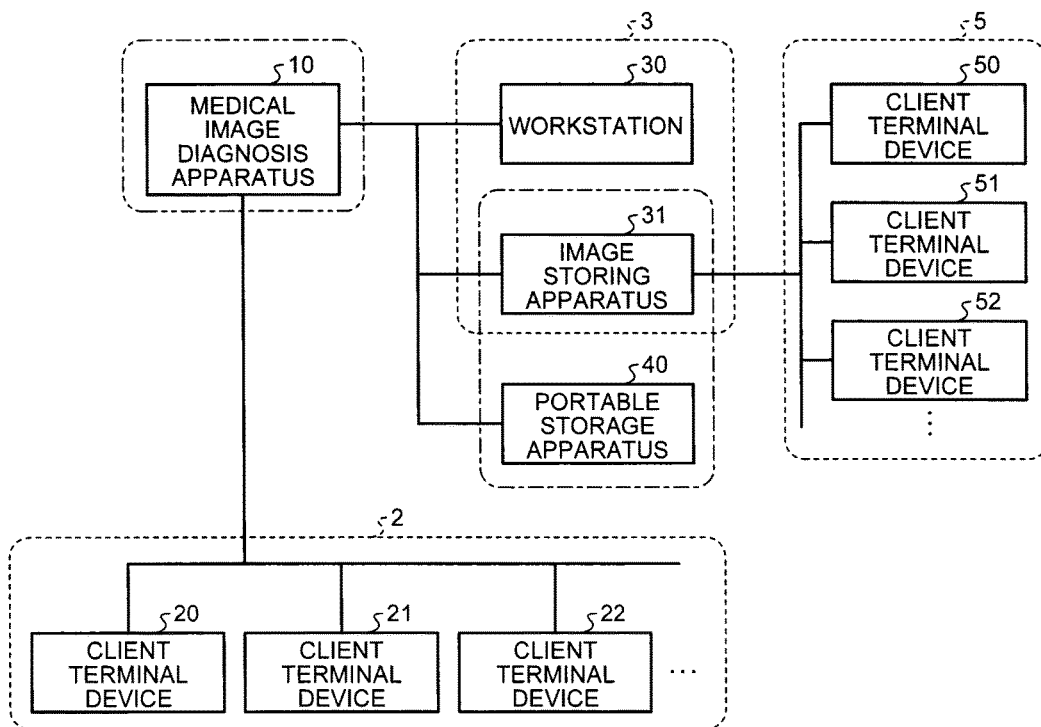 3
5
10
MEDICAL
IMAGE
DIAGNOSIS
APPARATUS
30
WORKSTATION
50
CLIENT
TERMINAL
DEVICE
51
CLIENT
TERMINAL
DEVICE
31
IMAGE
STORING
APPARATUS
52
CLIENT
TERMINAL
DEVICE
⋮
40
PORTABLE
STORAGE
APPARATUS
2
20
CLIENT
TERMINAL
DEVICE
21
CLIENT
TERMINAL
DEVICE
22
CLIENT
TERMINAL
DEVICE
...